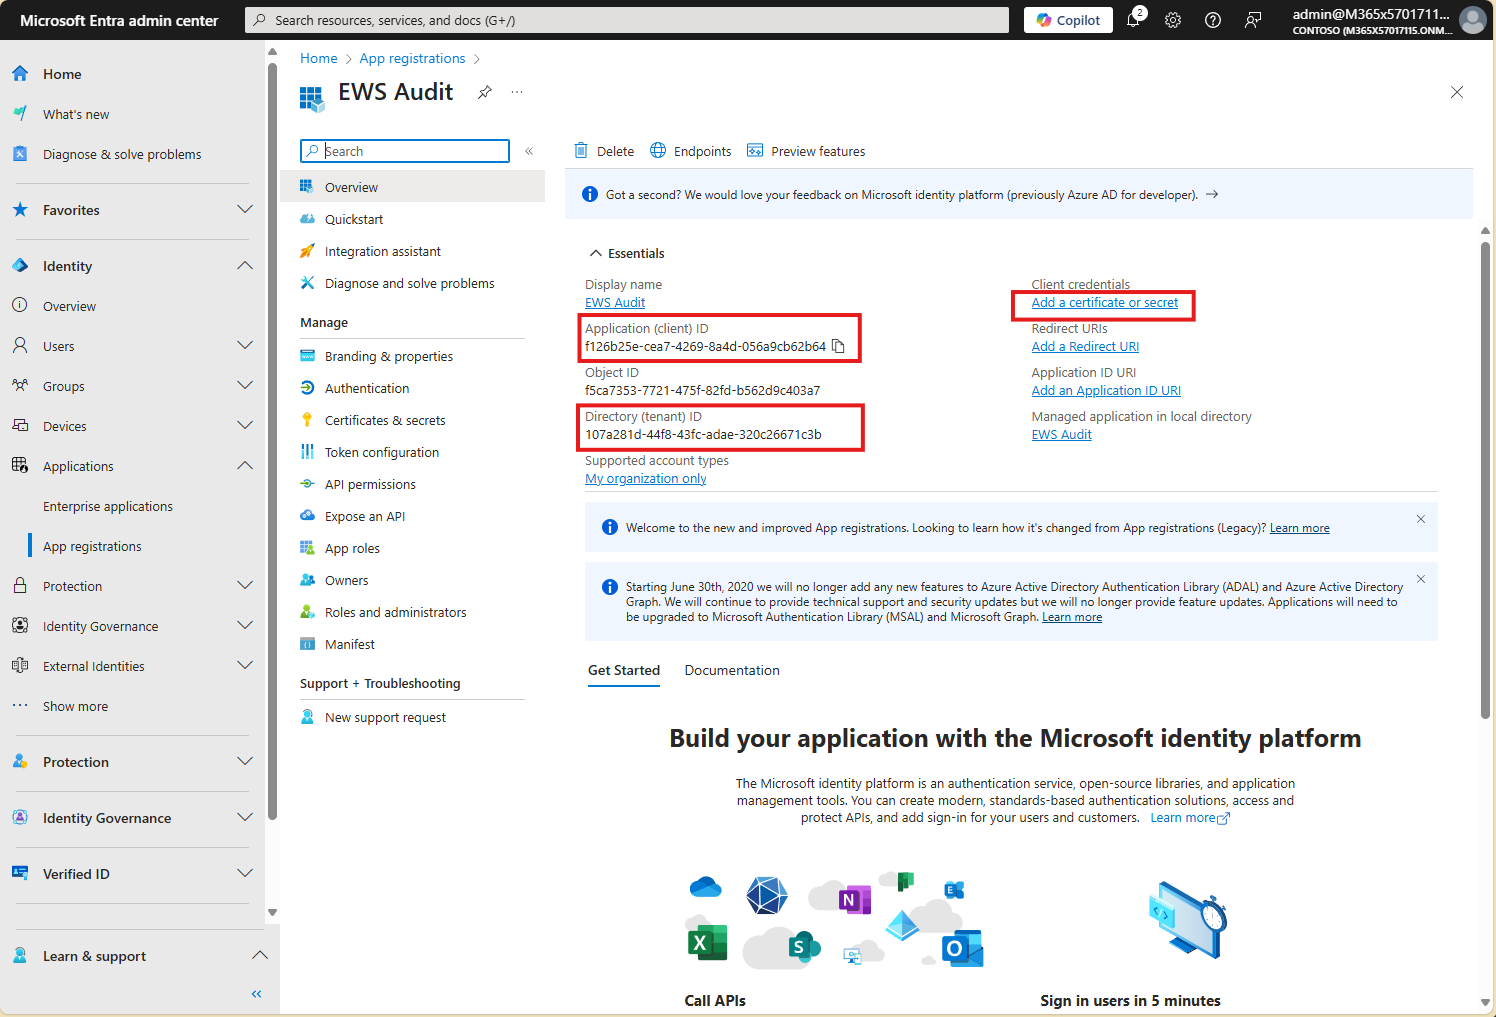 Microsoft Entra admin center
Search resources, services, and docs (G+/)
Copilot
2
admin@M365x5701711...
CONTOSO (M365X57017115.ONM...
Home
What's new
Diagnose & solve problems
Favorites
Identity
Overview
Users
Groups
Devices
Applications
Enterprise applications
App registrations
Protection
Identity Governance
External Identities
Show more
Protection
Identity Governance
Verified ID
Learn & support
Home > App registrations >
EWS Audit
Search
Overview
Quickstart
Integration assistant
Diagnose and solve problems
Manage
Branding & properties
Authentication
Certificates & secrets
Token configuration
API permissions
Expose an API
App roles
Owners
Roles and administrators
Manifest
Support + Troubleshooting
New support request
Delete
Endpoints
Preview features
Got a second? We would love your feedback on Microsoft identity platform (previously Azure AD for developer). →
Essentials
Display name
EWS Audit
Application (client) ID
f126b25e-cea7-4269-8a4d-056a9cb62b64
Object ID
f5ca7353-7721-475f-82fd-b562d9c403a7
Directory (tenant) ID
107a281d-44f8-43fc-adae-320c26671c3b
Supported account types
My organization only
Client credentials
Add a certificate or secret
Redirect URIs
Add a Redirect URI
Application ID URI
Add an Application ID URI
Managed application in local directory
EWS Audit
Welcome to the new and improved App registrations. Looking to learn how it's changed from App registrations (Legacy)? Learn more
Starting June 30th, 2020 we will no longer add any new features to Azure Active Directory Authentication Library (ADAL) and Azure Active Directory
Graph. We will continue to provide technical support and security updates but we will no longer provide feature updates. Applications will need to
be upgraded to Microsoft Authentication Library (MSAL) and Microsoft Graph. Learn more
Get Started
Documentation
Build your application with the Microsoft identity platform
The Microsoft identity platform is an authentication service, open-source libraries, and application
management tools. You can create modern, standards-based authentication solutions, access and
protect APIs, and add sign-in for your users and customers. Learn more
N
E
X
S
O
Call APIs
Sign in users in 5 minutes